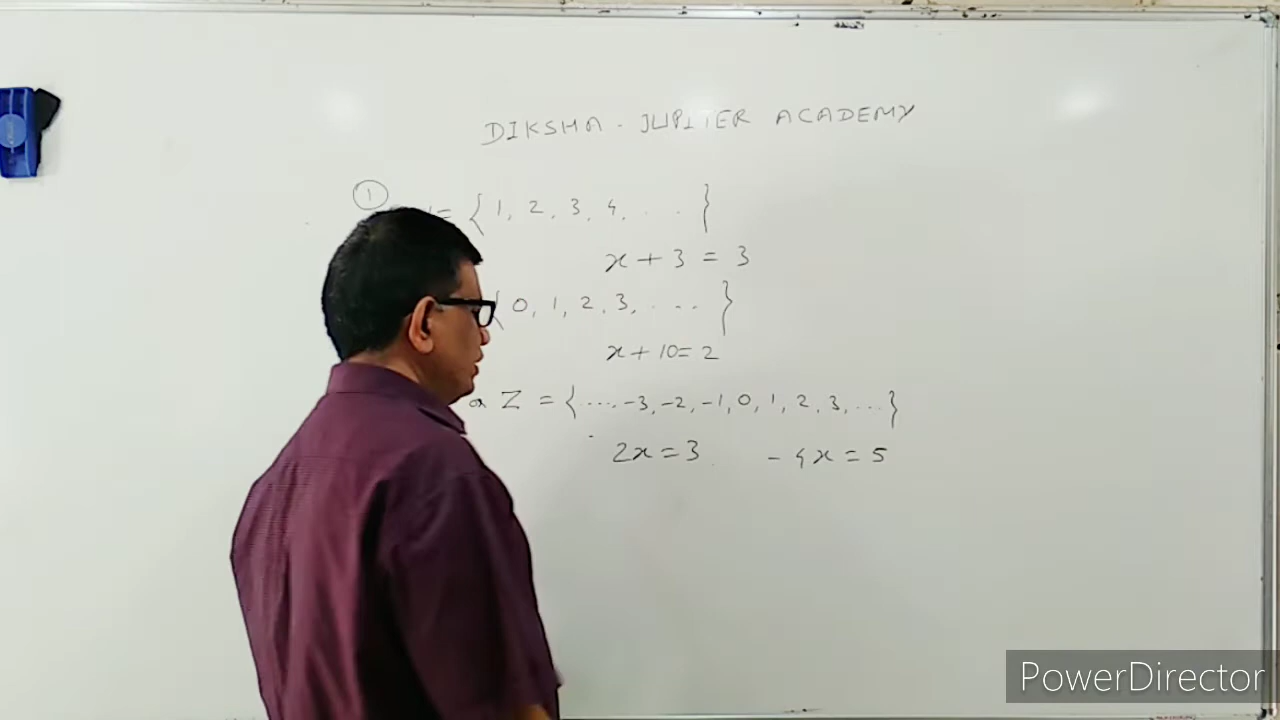 DIKSHA - JUPITER ACADEMY
①
= { 1, 2, 3, 4, . . . }
x + 3 = 3
{ 0, 1, 2, 3, . . . . }
x + 10 = 2
or Z = { ...., -3, -2, -1, 0, 1, 2, 3, ... }
2x = 3 - 4x = 5
PowerDirector